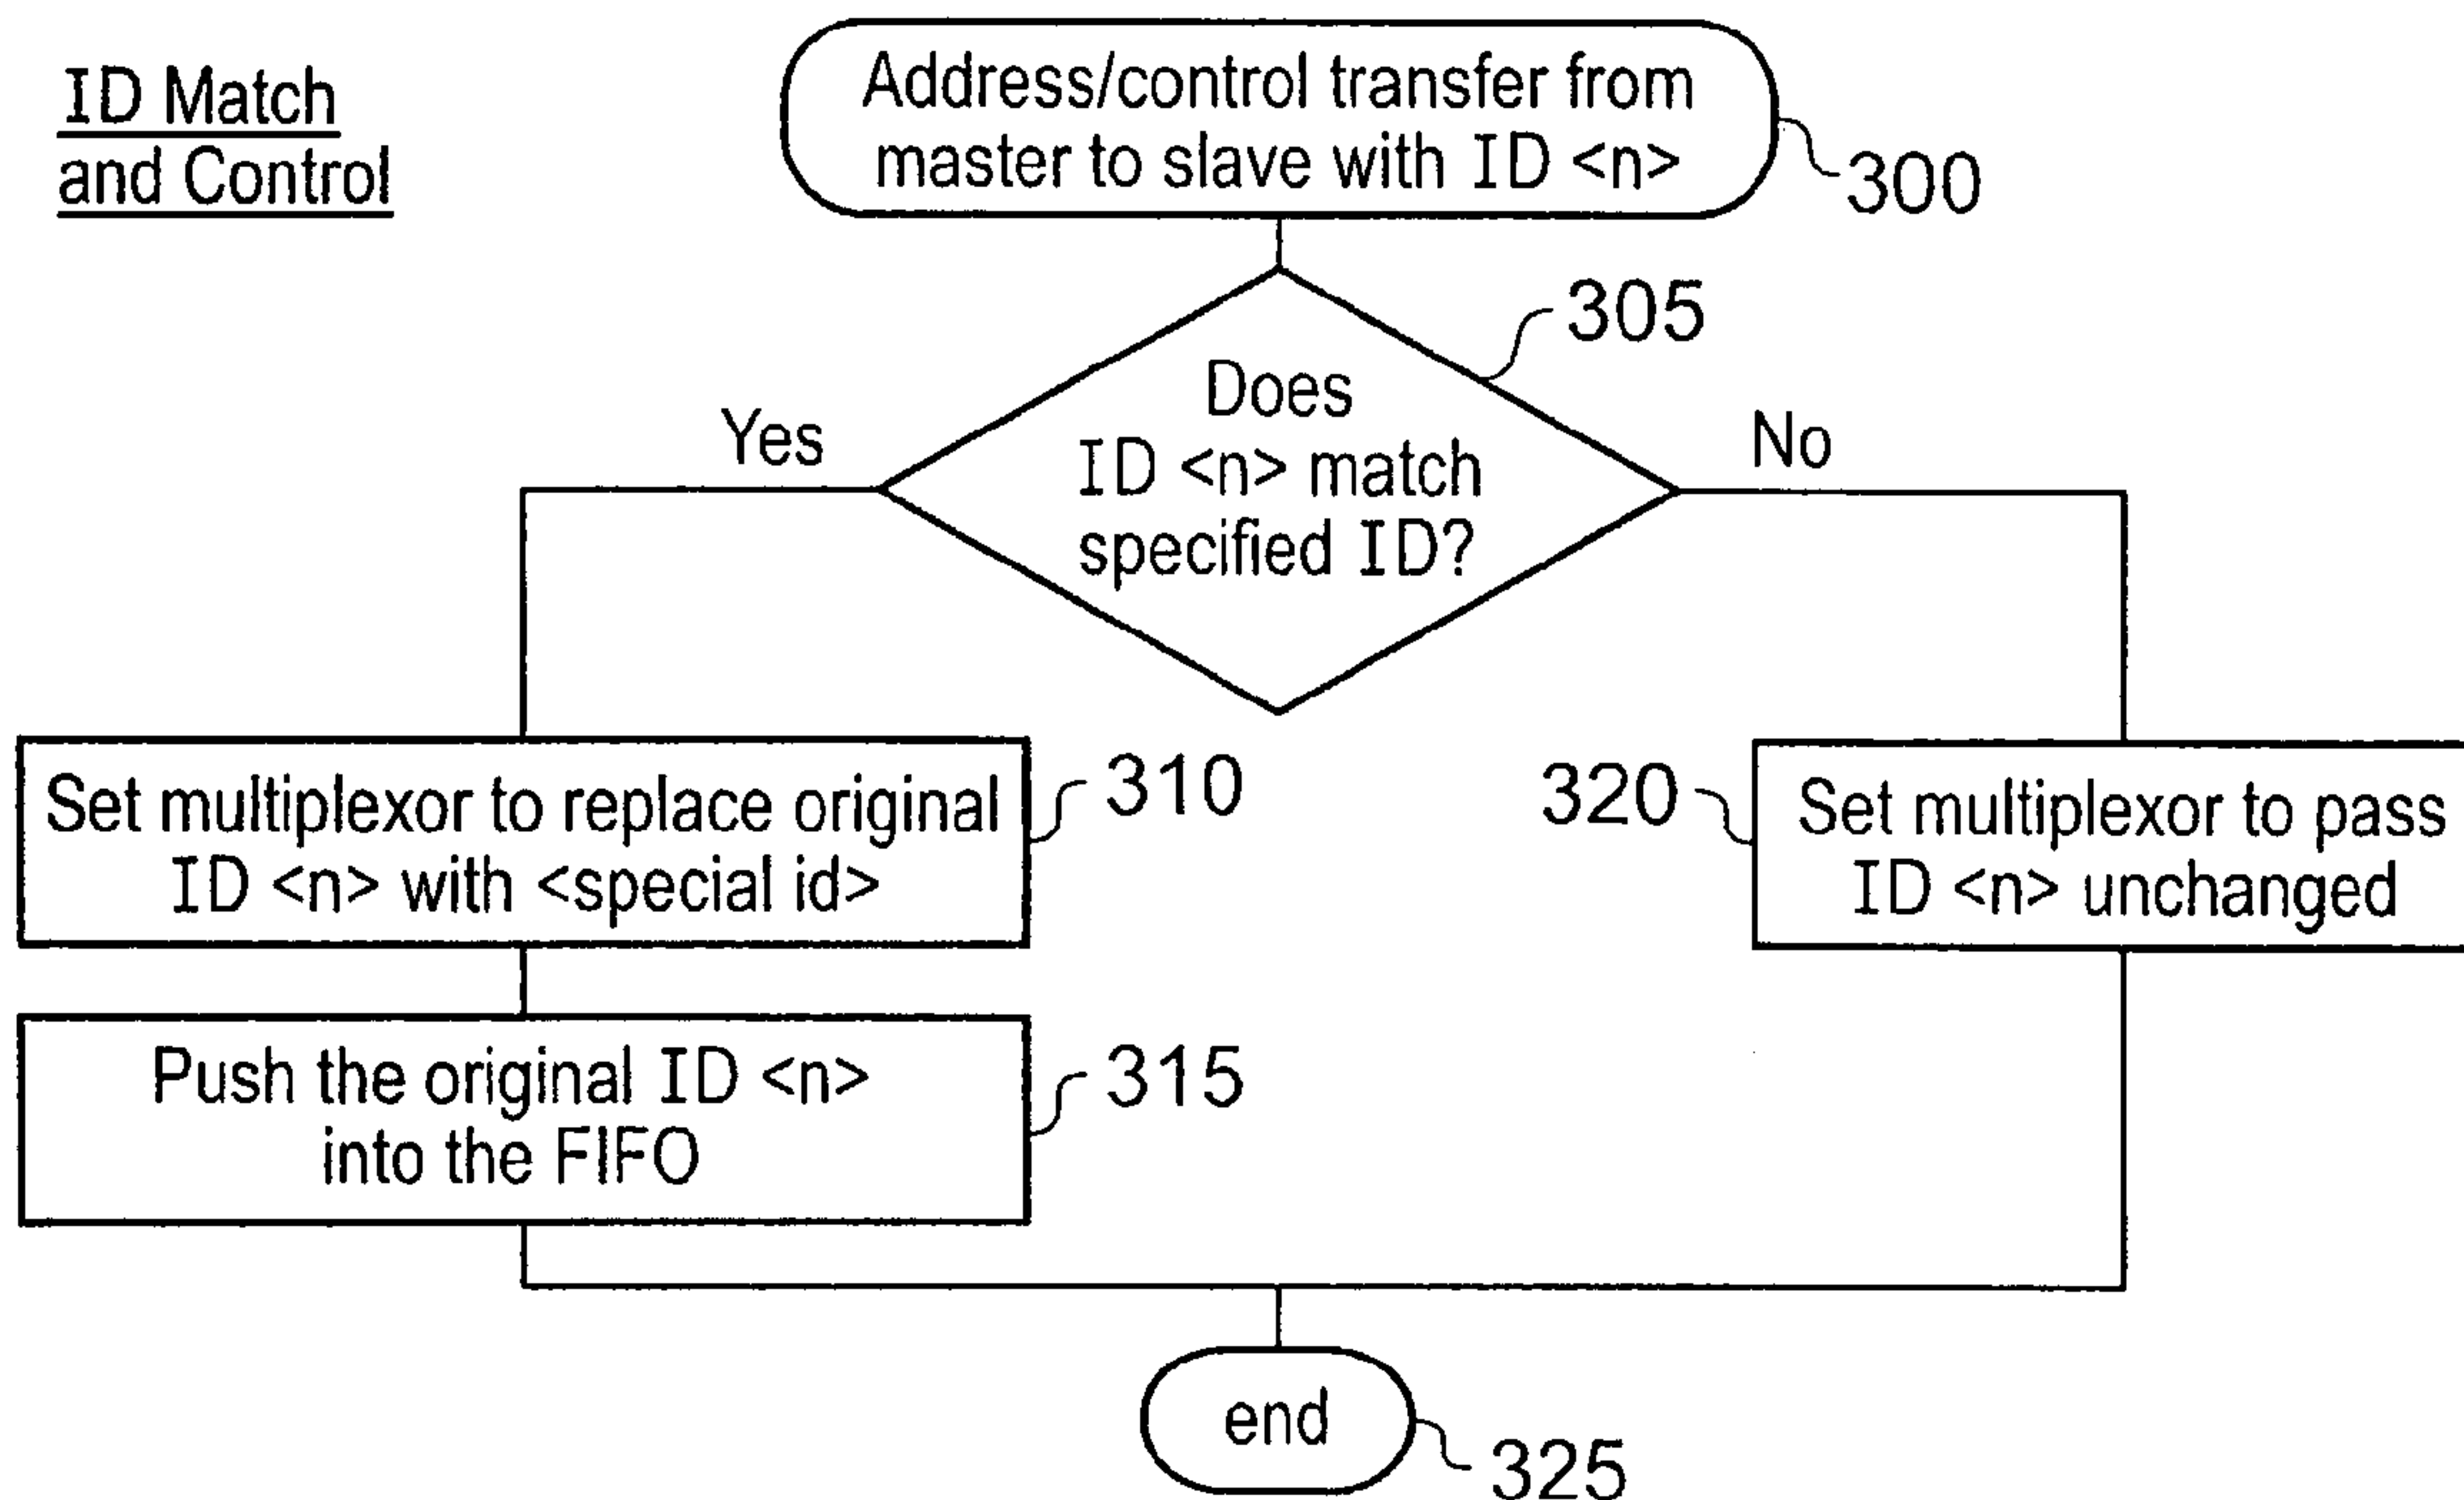 ID Match
and Control
Address/control transfer from
master to slave with ID <n>
300
305
Does
ID <n> match
specified ID?
Yes
No
Set multiplexor to replace original
ID <n> with <special id>
310
320
Set multiplexor to pass
ID <n> unchanged
Push the original ID <n>
into the FIFO
315
end
325